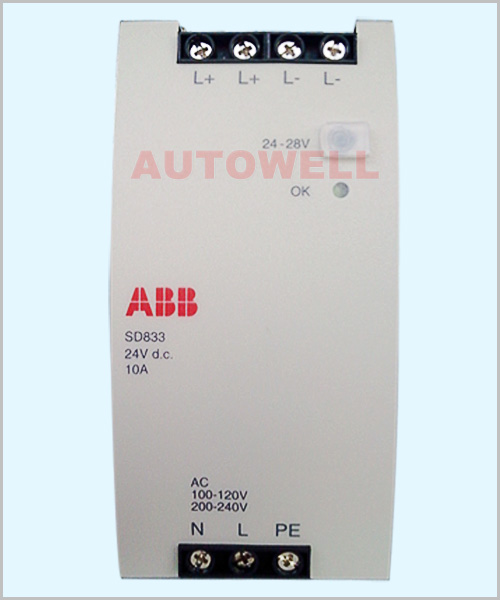 L+ L+ L- L-
24-28V
AUTOWELL
OK
ABB
SD833
24V d.c.
10A
AC
100-120V
200-240V
N L PE